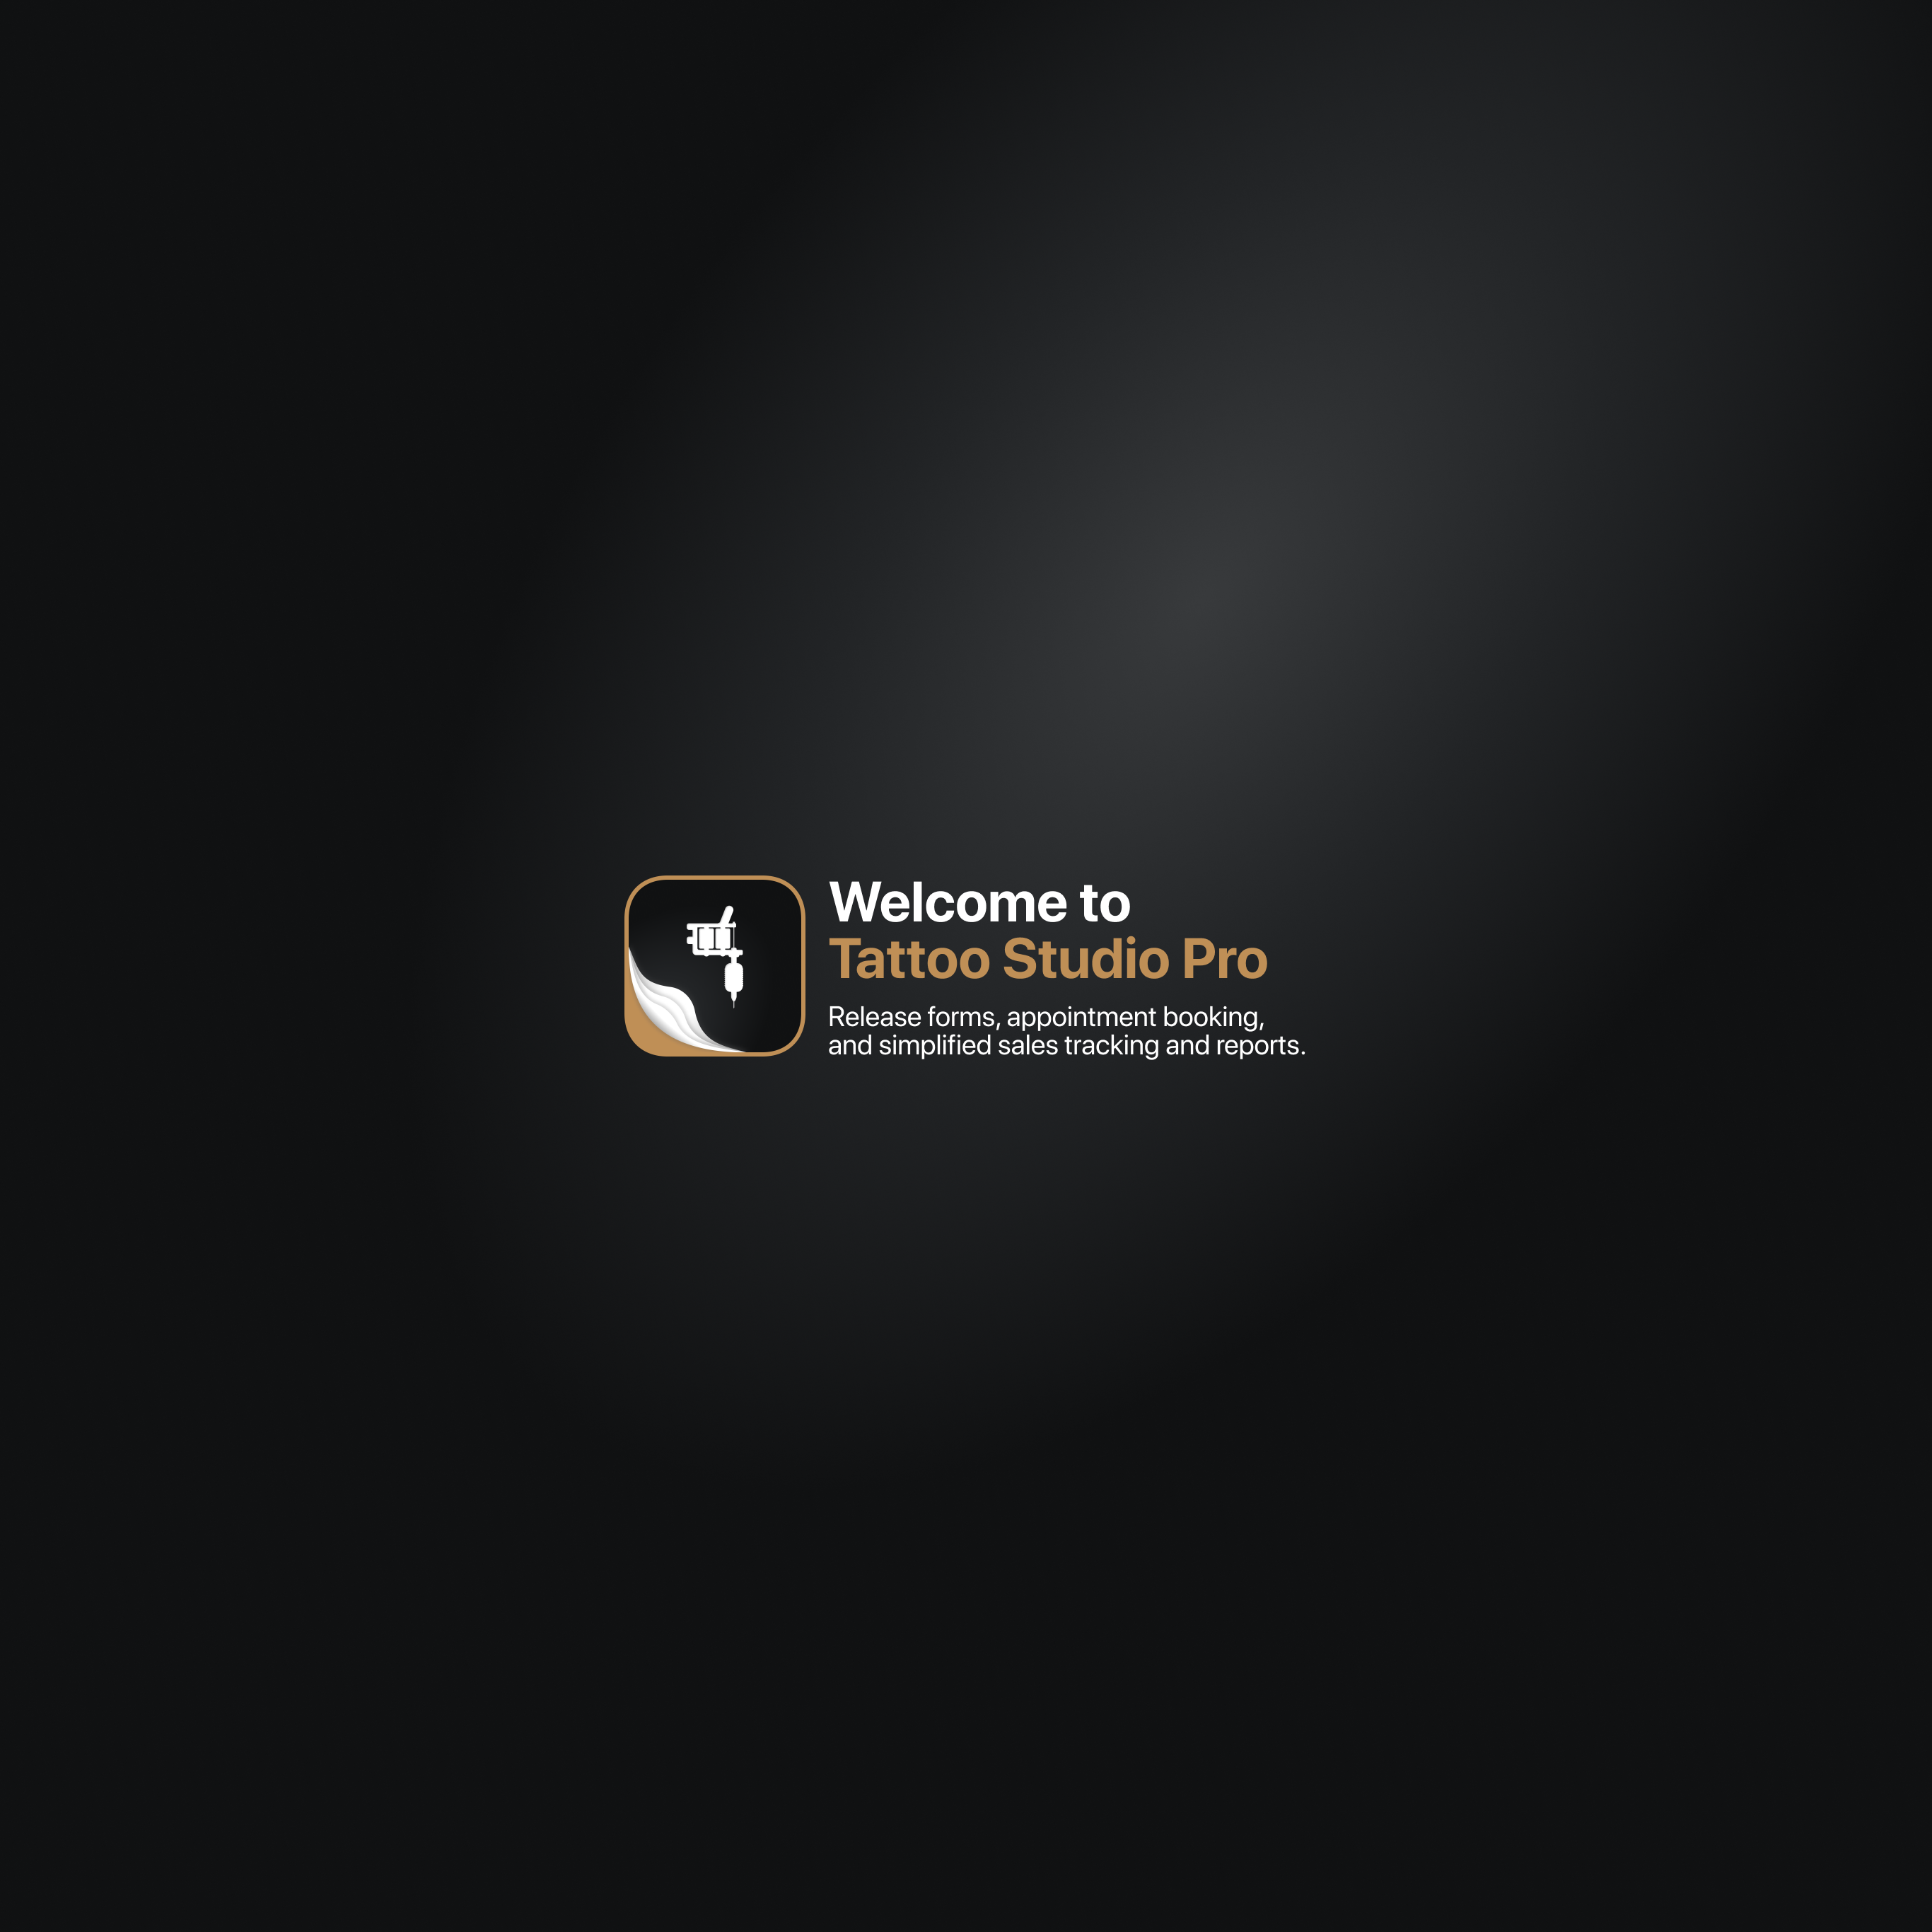 Welcome to
Tattoo Studio Pro
Release forms, appointment booking,
and simplified sales tracking and reports.